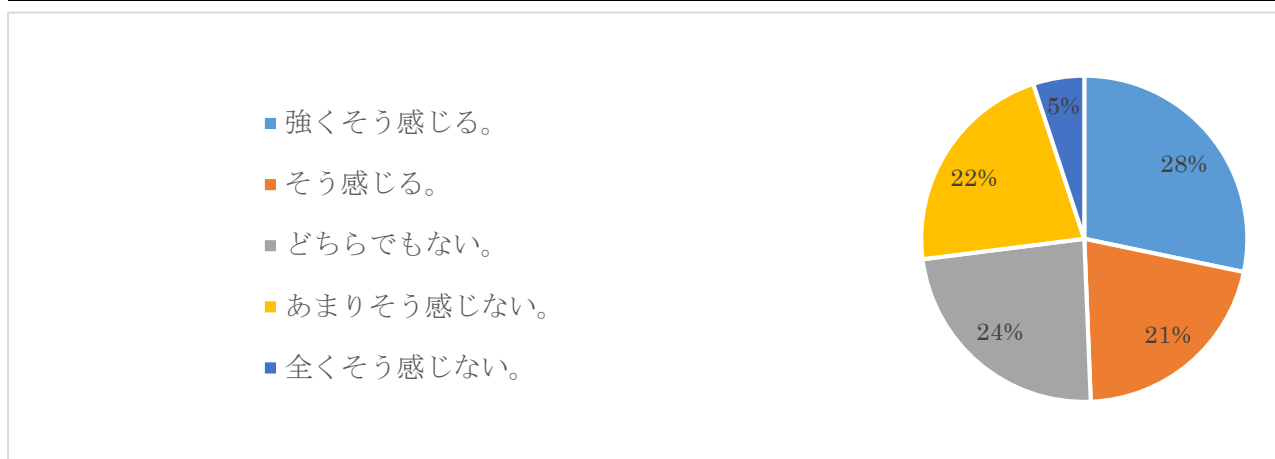 強くそう感じる。
そう感じる。
どちらでもない。
あまりそう感じない。
全くそう感じない。
5%
28%
22%
24%
21%